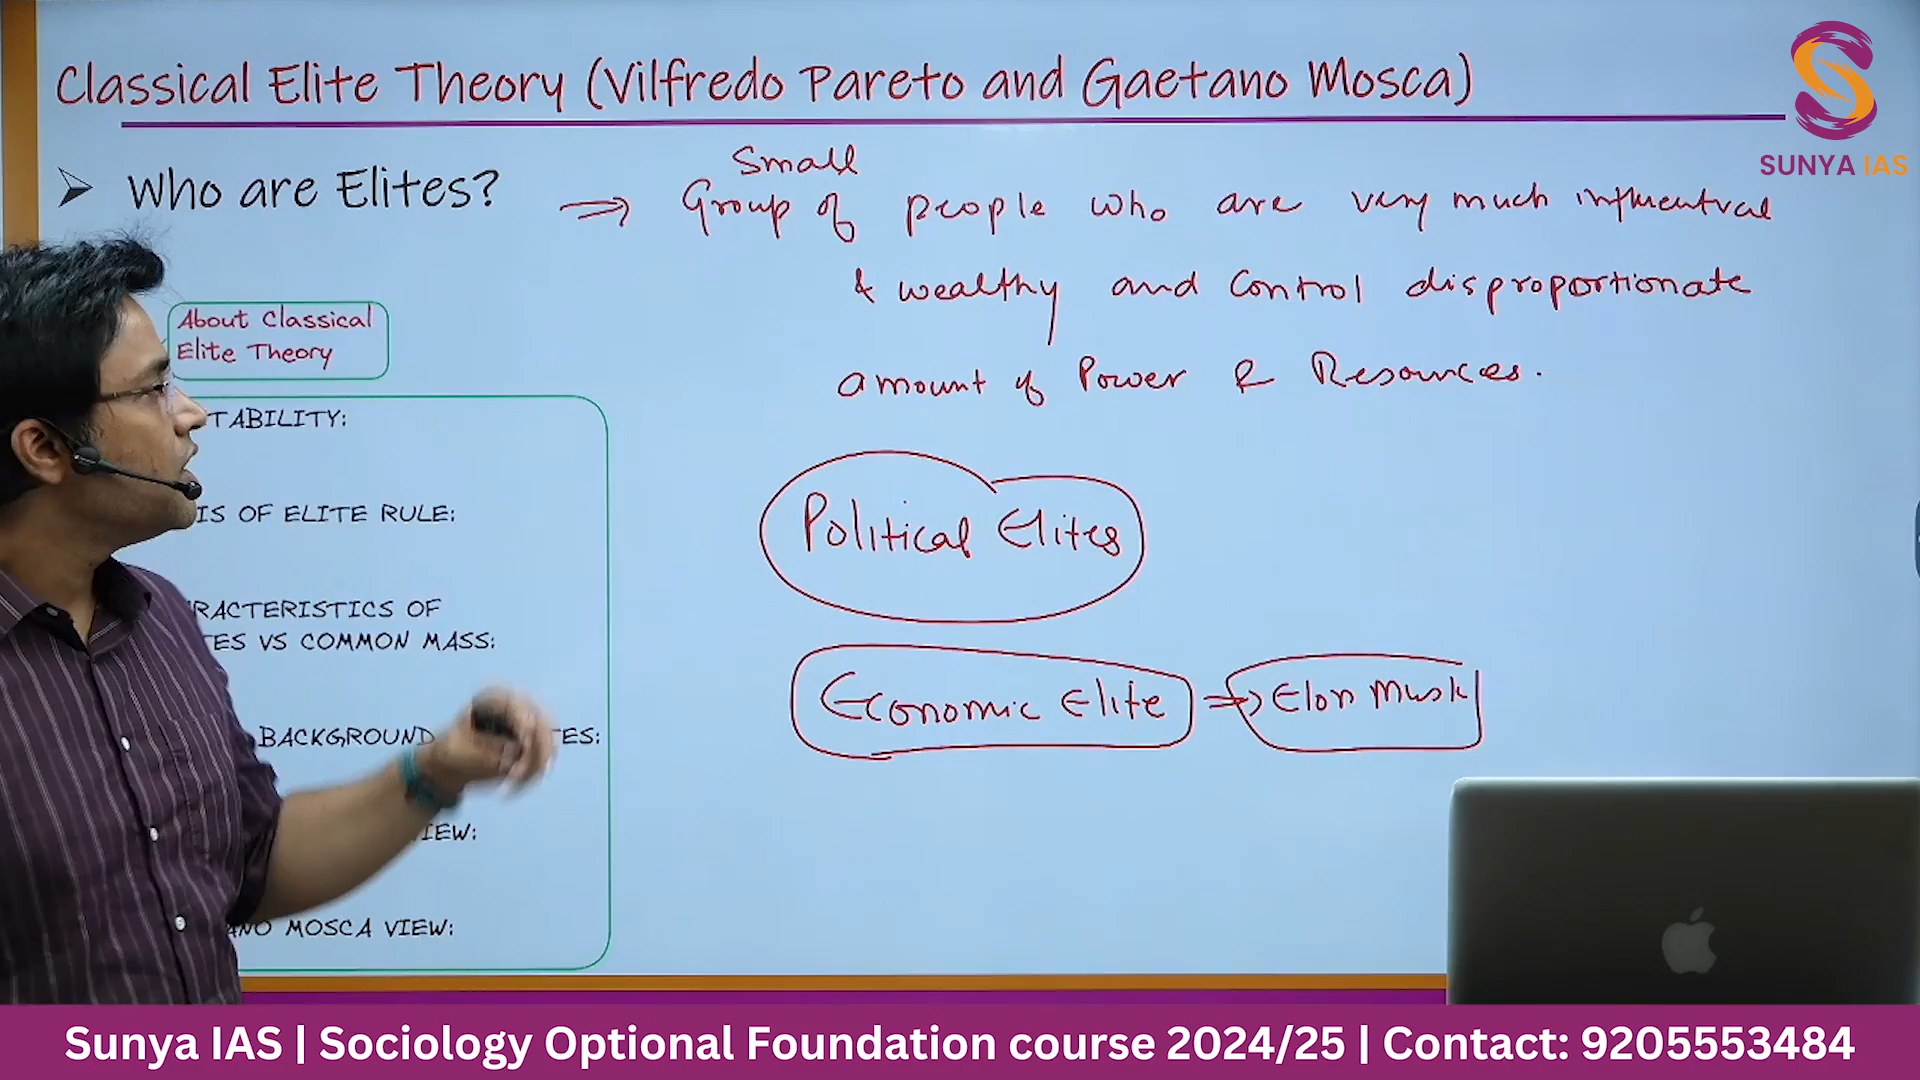 Classical Elite Theory (Vilfredo Pareto and Gaetano Mosca)
SUNYA IAS
Who are Elites?
Small
Group of people who are very much influential
& wealthy and control disproportionate
amount of Power & Resources.
About Classical
Elite Theory
TABILITY:
IS OF ELITE RULE:
RACTERISTICS OF
TES VS COMMON MASS:
BACKGROUND TES:
IEW:
ANO MOSCA VIEW:
Political Elites
Economic Elite ⇒ Elon Musk
Sunya IAS | Sociology Optional Foundation course 2024/25 | Contact: 9205553484